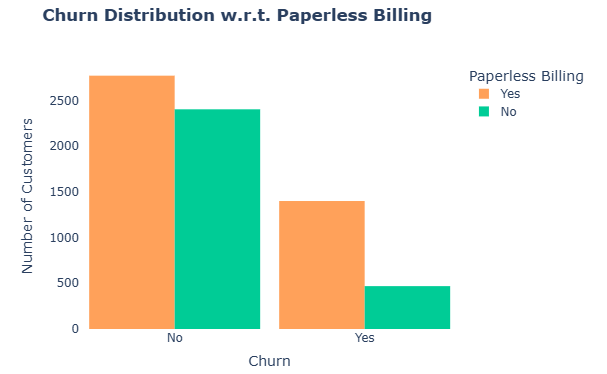 Churn Distribution w.r.t. Paperless Billing
Paperless Billing
Yes
No
Number of Customers
2500
2000
1500
1000
500
0
No
Yes
Churn